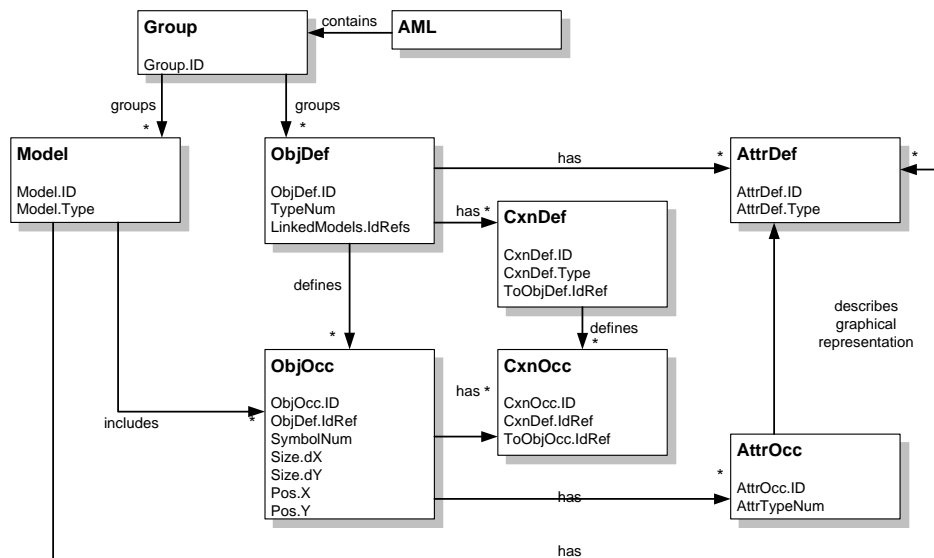 Group
Group.ID
contains
AML
groups
*
groups
*
Model
Model.ID
Model.Type
ObjDef
ObjDef.ID
TypeNum
LinkedModels.IdRefs
has
*
AttrDef
AttrDef.ID
AttrDef.Type
*
has *
CxnDef
CxnDef.ID
CxnDef.Type
ToObjDef.IdRef
defines
*
defines
*
describes
graphical
representation
ObjOcc
ObjOcc.ID
ObjDef.IdRef
SymbolNum
Size.dX
Size.dY
Pos.X
Pos.Y
has *
CxnOcc
CxnOcc.ID
CxnDef.IdRef
ToObjOcc.IdRef
includes
*
*
AttrOcc
AttrOcc.ID
AttrTypeNum
has
has